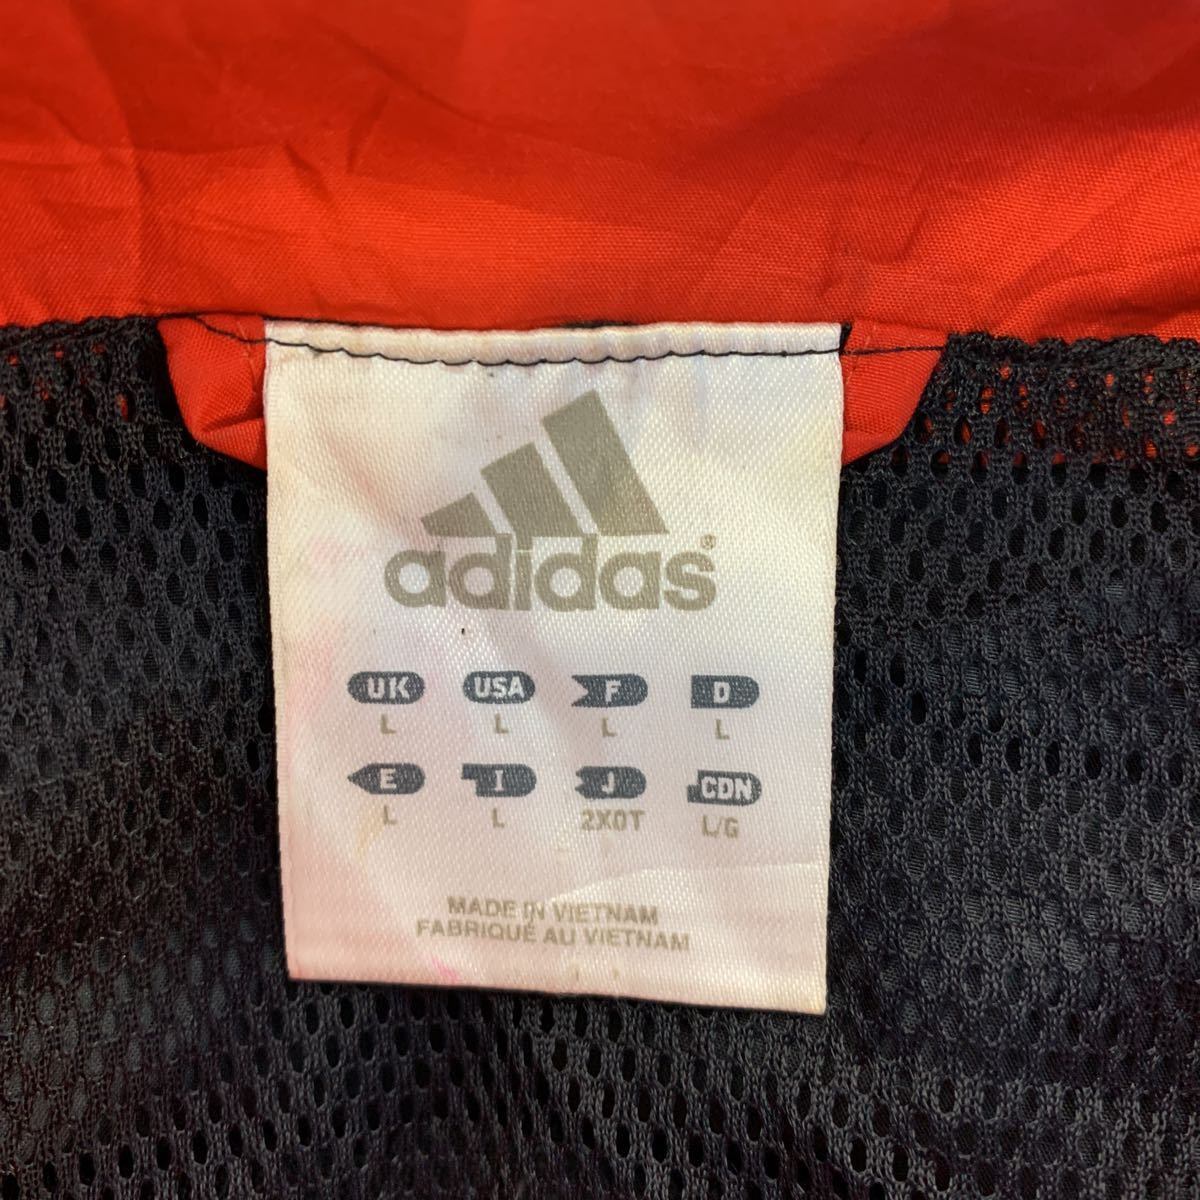 adidas®
UK USA F D
L L L L
E I J CDN
L L 2XOT L/G
MADE IN VIETNAM
FABRIQUÉ AU VIETNAM